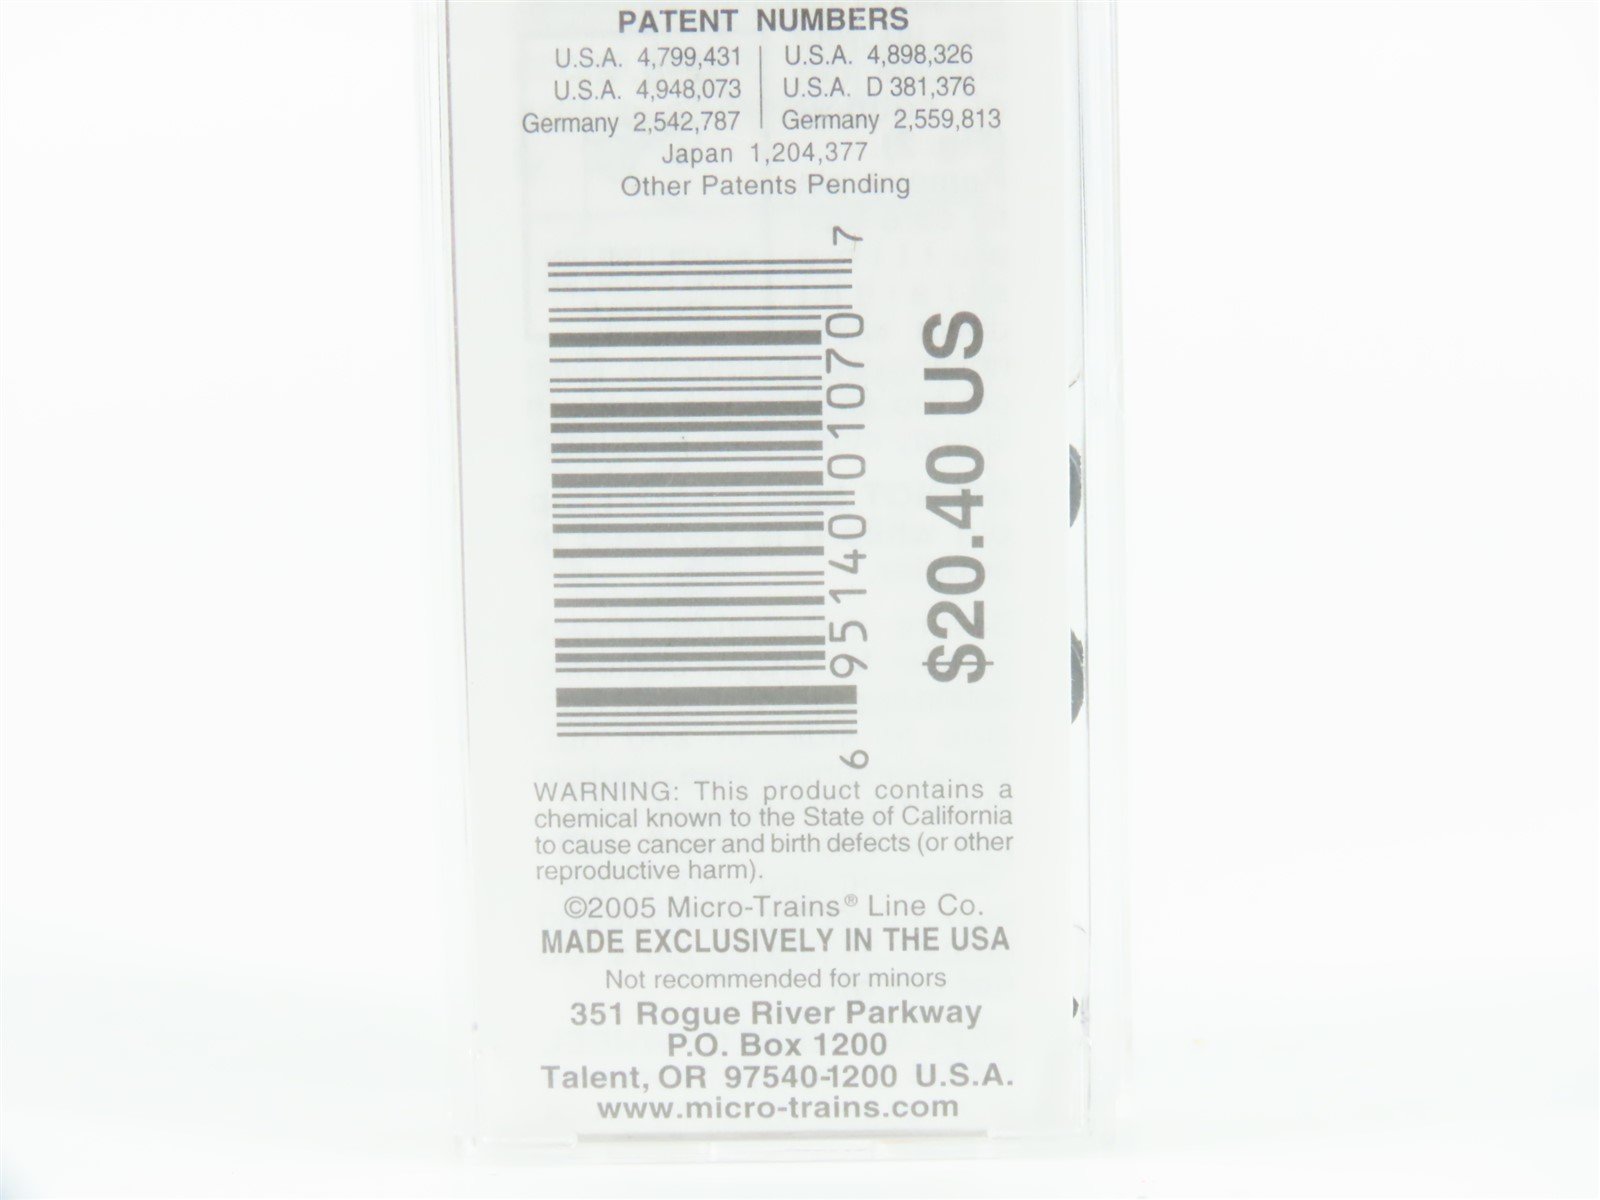 PATENT NUMBERS
U.S.A. 4,799,431 U.S.A. 4,898,326
U.S.A. 4,948,073 U.S.A. D 381,376
Germany 2,542,787 Germany 2,559,813
Japan 1,204,377
Other Patents Pending
6 95140 01070 7
$20.40 US
WARNING: This product contains a
chemical known to the State of California
to cause cancer and birth defects (or other
reproductive harm).
©2005 Micro-Trains® Line Co.
MADE EXCLUSIVELY IN THE USA
Not recommended for minors
351 Rogue River Parkway
P.O. Box 1200
Talent, OR 97540-1200 U.S.A.
www.micro-trains.com